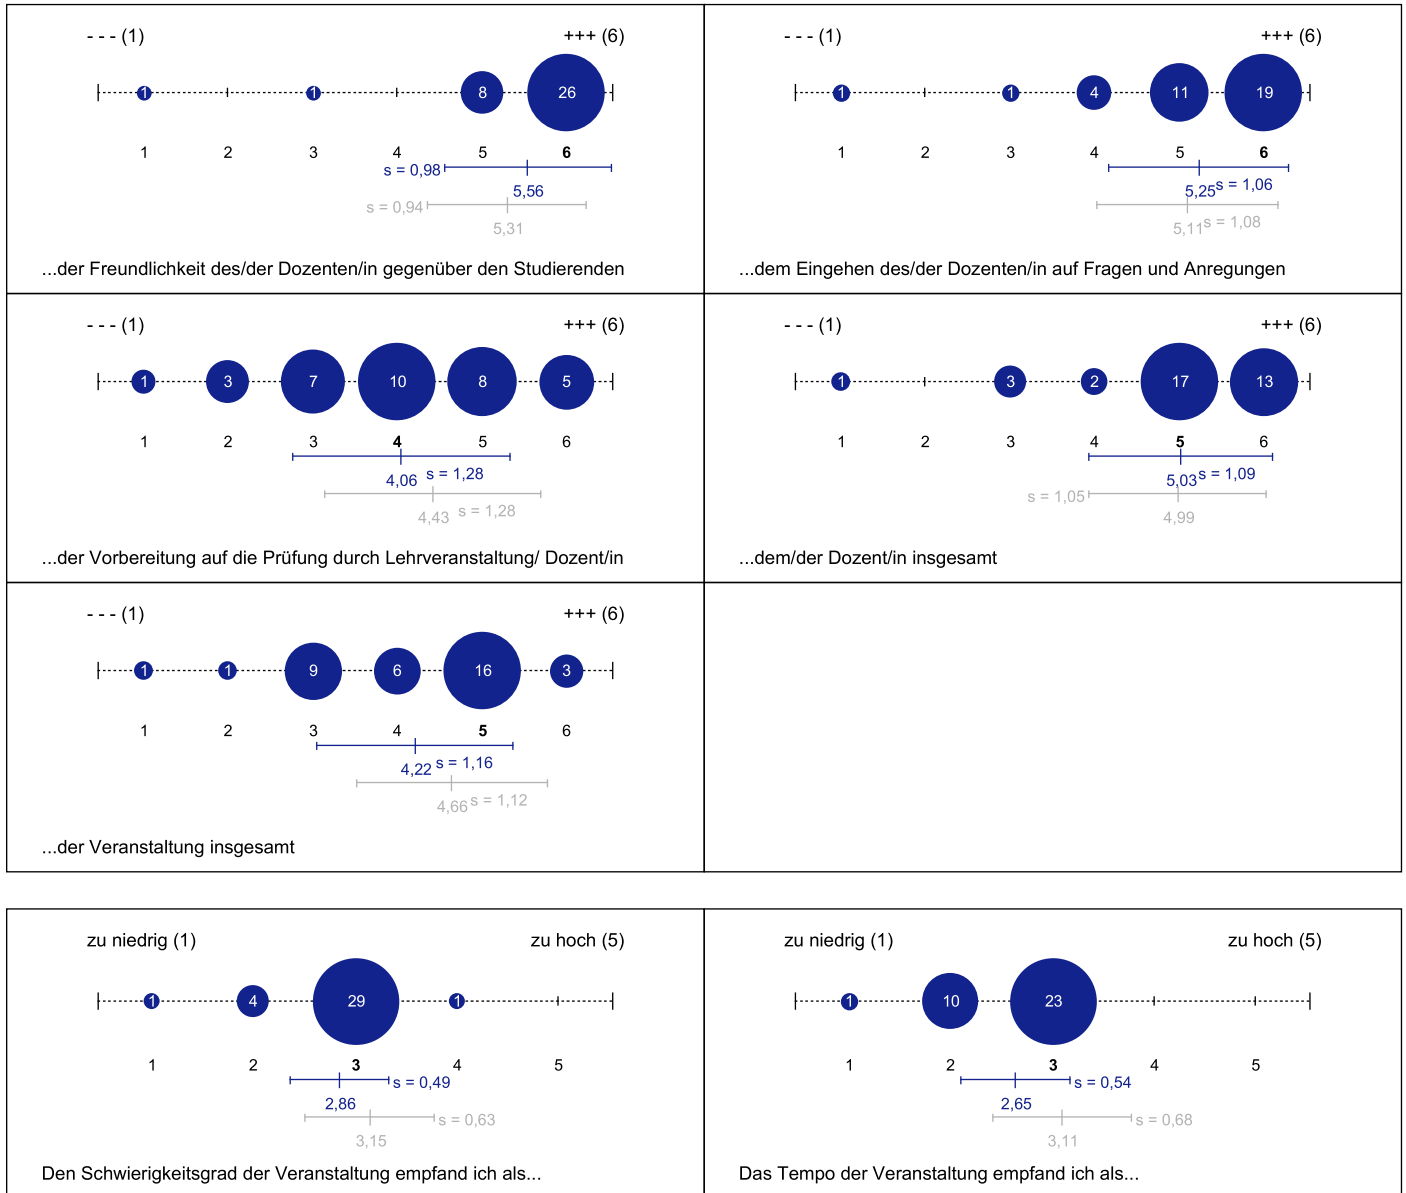 - - - (1) +++ (6)
1 1 8 26
1 2 3 4 5 6
s = 0,98
5,56
s = 0,94
5,31
...der Freundlichkeit des/der Dozenten/in gegenüber den Studierenden
- - - (1) +++ (6)
1 1 4 11 19
1 2 3 4 5 6
5,25 s = 1,06
5,11 s = 1,08
...dem Eingehen des/der Dozenten/in auf Fragen und Anregungen
- - - (1) +++ (6)
1 3 7 10 8 5
1 2 3 4 5 6
4,06 s = 1,28
4,43 s = 1,28
...der Vorbereitung auf die Prüfung durch Lehrveranstaltung/ Dozent/in
- - - (1) +++ (6)
1 3 2 17 13
1 2 3 4 5 6
5,03 s = 1,09
s = 1,05
4,99
...dem/der Dozent/in insgesamt
- - - (1) +++ (6)
1 1 9 6 16 3
1 2 3 4 5 6
4,22 s = 1,16
4,66 s = 1,12
...der Veranstaltung insgesamt
zu niedrig (1) zu hoch (5)
1 4 29 1
1 2 3 4 5
s = 0,49
2,86
s = 0,63
3,15
Den Schwierigkeitsgrad der Veranstaltung empfand ich als...
zu niedrig (1) zu hoch (5)
1 10 23
1 2 3 4 5
s = 0,54
2,65
s = 0,68
3,11
Das Tempo der Veranstaltung empfand ich als...